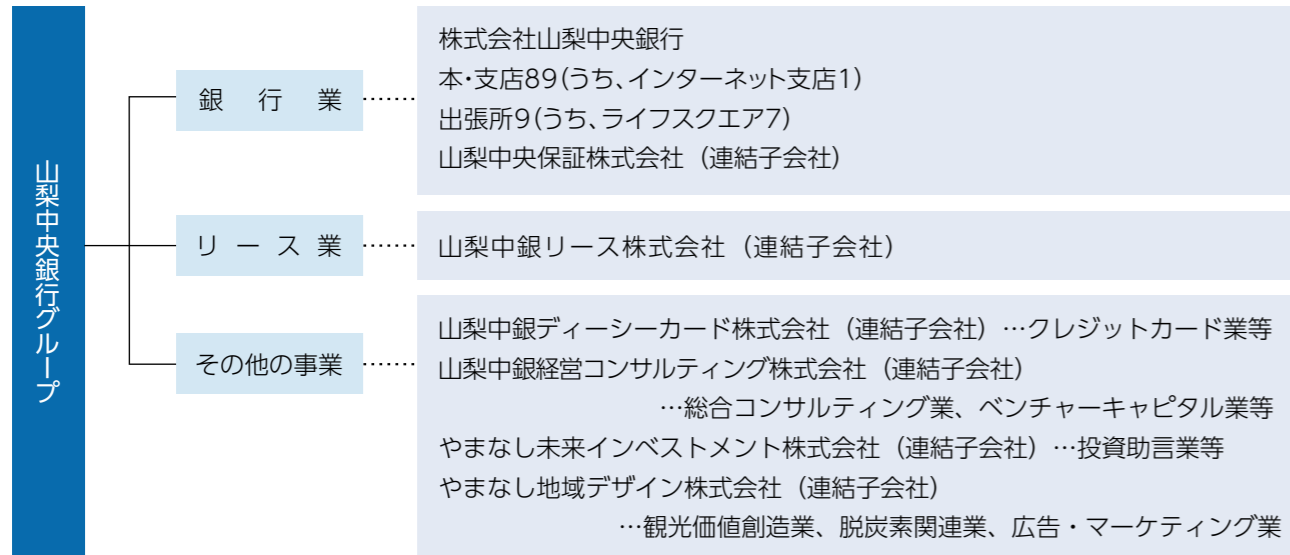 山梨中央銀行グループ
銀行業
株式会社山梨中央銀行
本・支店89(うち、インターネット支店1)
出張所9(うち、ライフスクエア7)
山梨中央保証株式会社(連結子会社)
リース業
山梨中銀リース株式会社(連結子会社)
その他の事業
山梨中銀ディーシーカード株式会社(連結子会社)…クレジットカード業等
山梨中銀経営コンサルティング株式会社(連結子会社)
…総合コンサルティング業、ベンチャーキャピタル業等
やまなし未来インベストメント株式会社(連結子会社)…投資助言業等
やまなし地域デザイン株式会社(連結子会社)
…観光価値創造業、脱炭素関連業、広告・マーケティング業